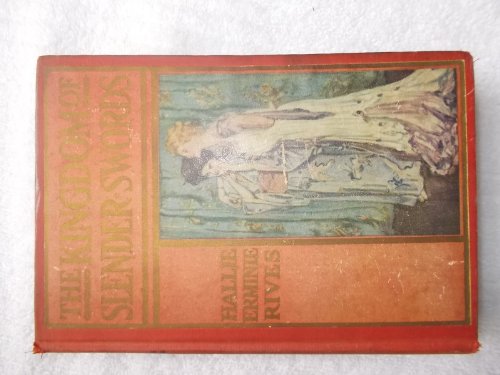 THE KINGDOM OF
SLENDER SWORDS
HALLIE
ERMINIE
RIVES